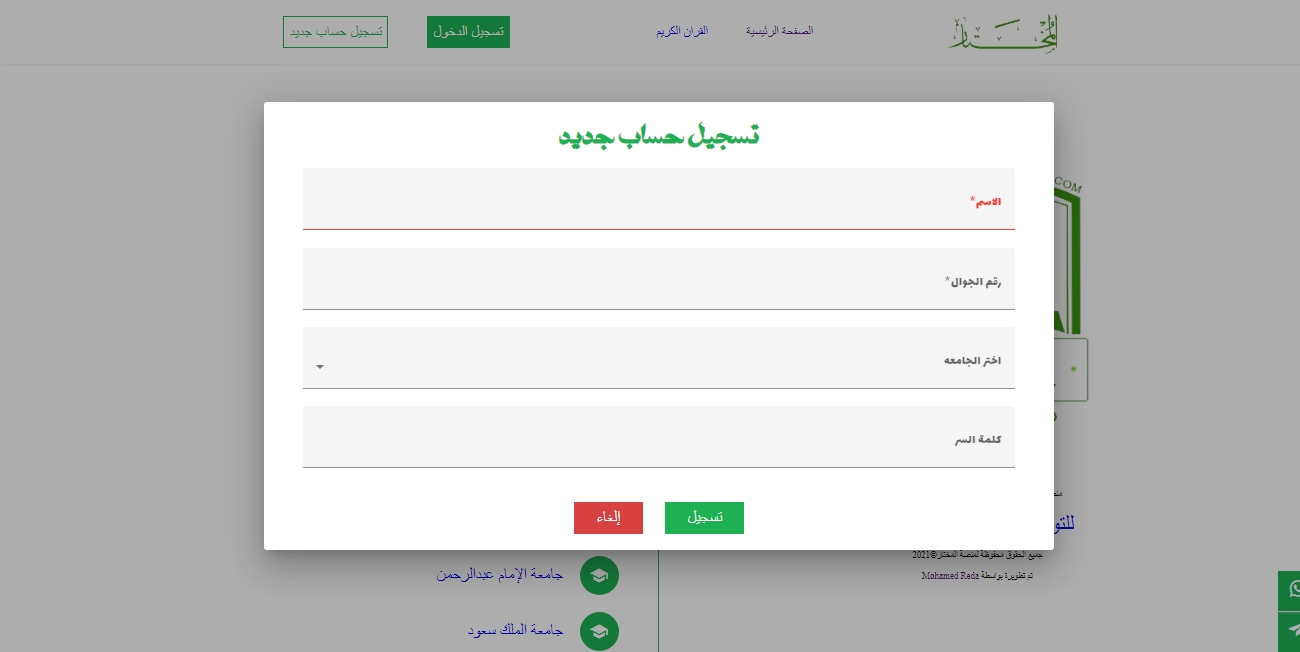 المختار
الصفحة الرئيسية
القران الكريم
تسجيل الدخول
تسجيل حساب جديد
COM
تسجيل حساب جديد
الاسم*
رقم الجوال*
اختر الجامعه
كلمة السر
تسجيل
إلغاء
للتو
جميع الحقوق محفوظة لمنصة المختار©2021
تم تطويرة بواسطة Mohamed Reda
جامعة الإمام عبدالرحمن
جامعة الملك سعود